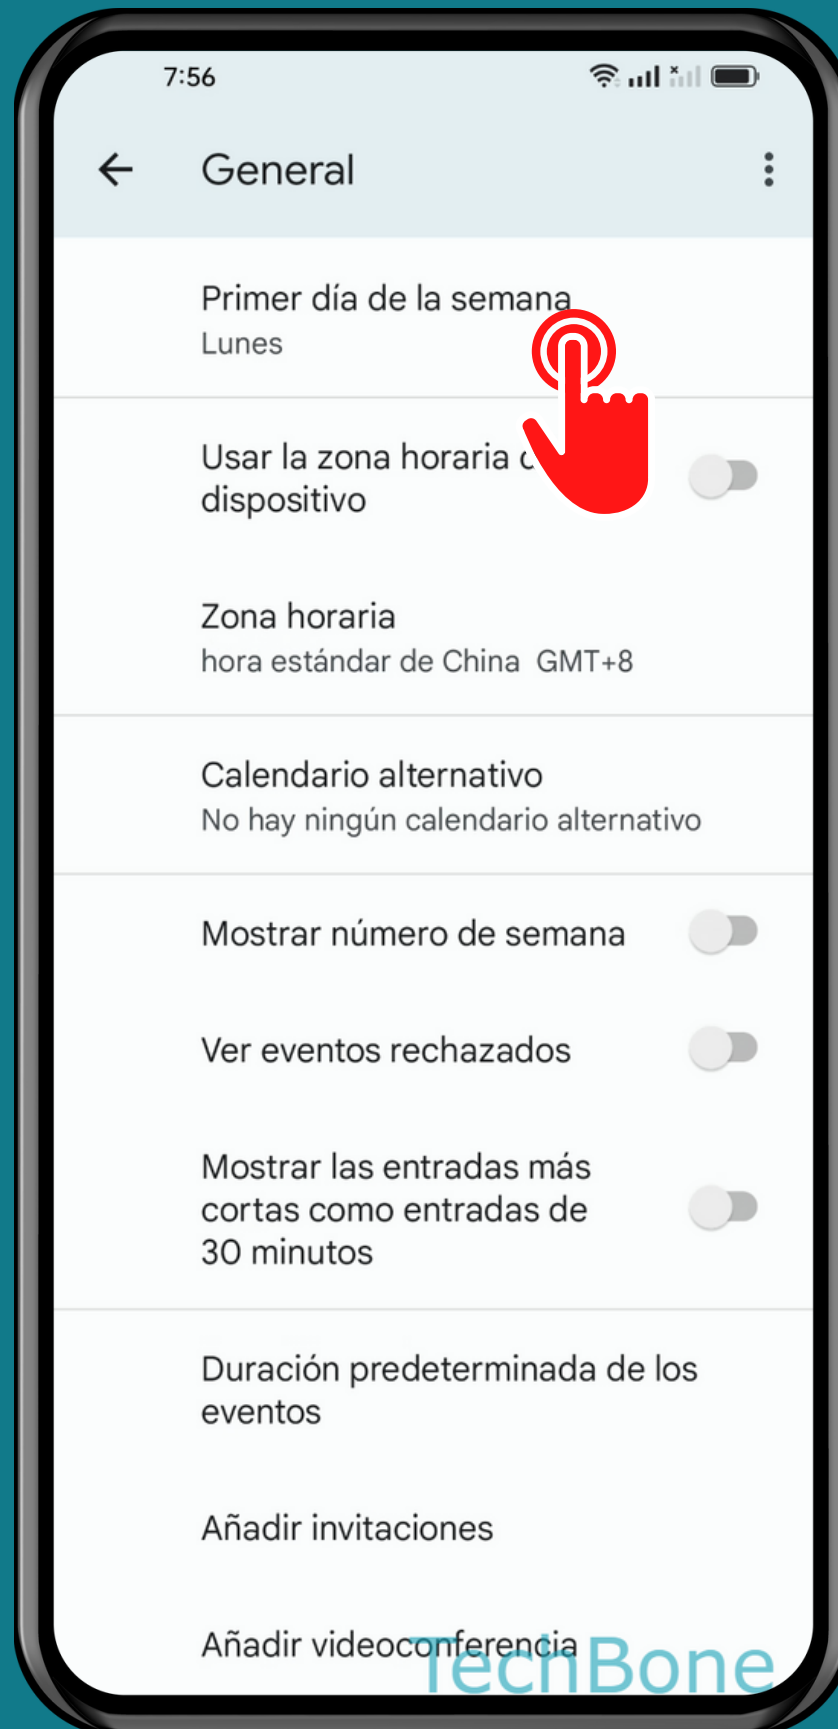 7:56
General
Primer día de la semana
Lunes
Usar la zona horaria
dispositivo
Zona horaria
hora estándar de China GMT+8
Calendario alternativo
No hay ningún calendario alternativo
Mostrar número de semana
Ver eventos rechazados
Mostrar las entradas más
cortas como entradas de
30 minutos
Duración predeterminada de los
eventos
Añadir invitaciones
Añadir videoconferencia
TechBone